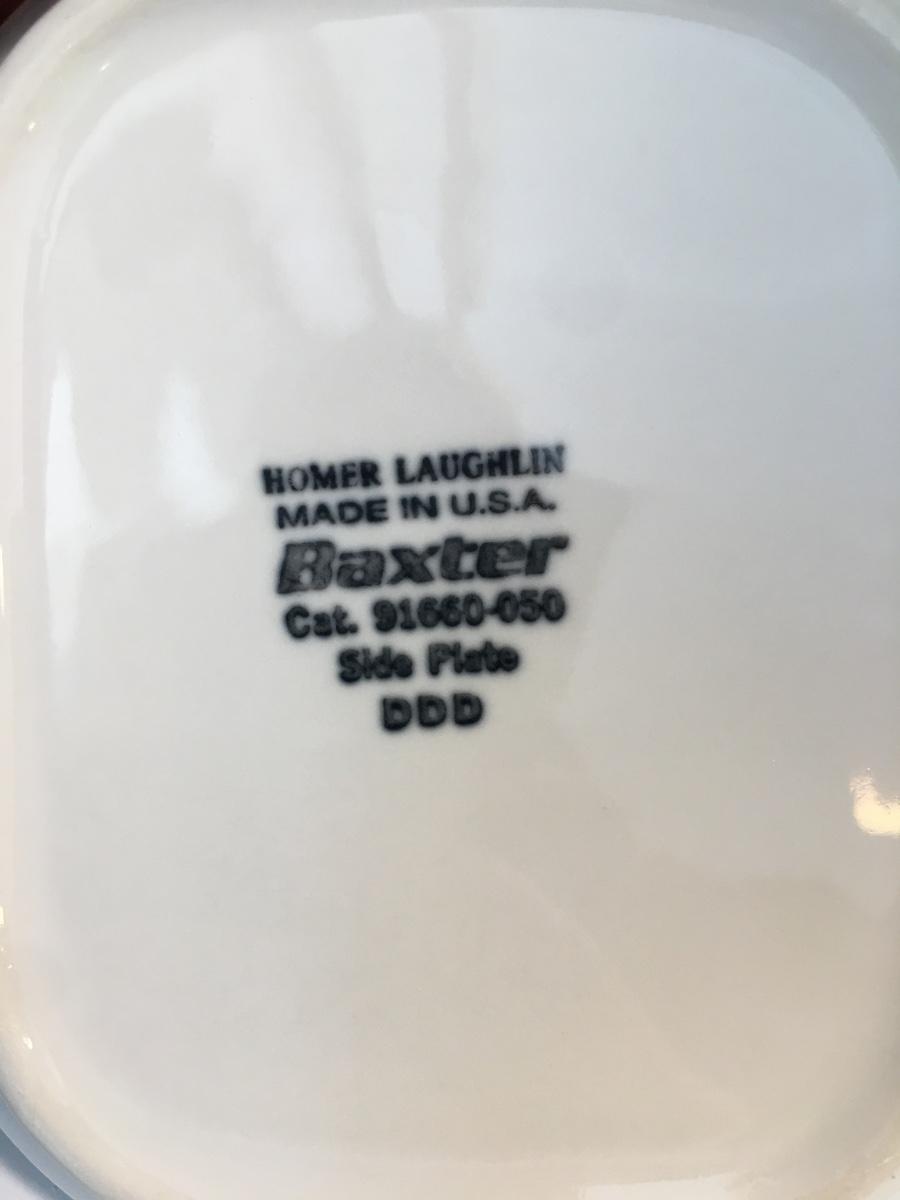 HOMER LAUGHLIN
MADE IN U.S.A.
Baxter
Cat. 91660-050
Side Plate
DDD